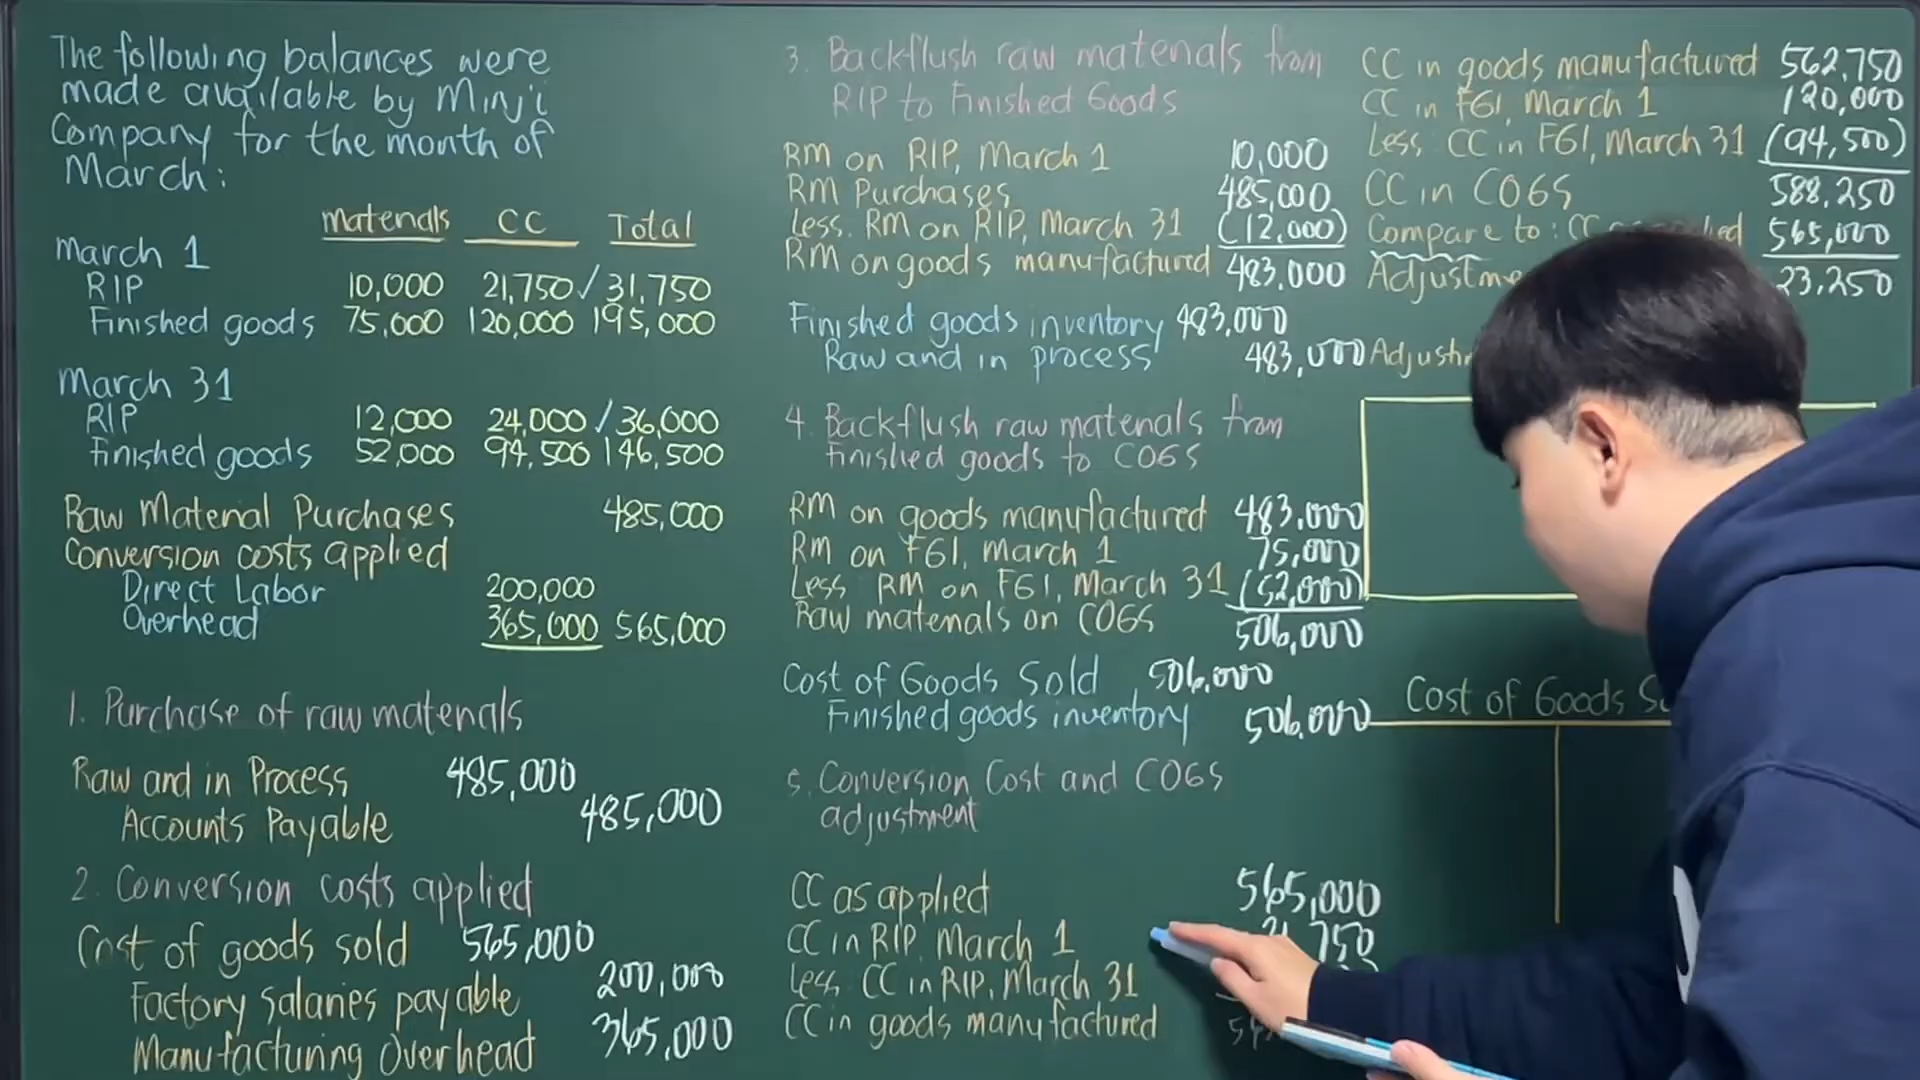 The following balances were
made available by Minji
Company for the month of
March:
Materials CC Total
March 1
RIP 10,000 21,750 / 31,750
Finished goods 75,000 120,000 195,000
March 31
RIP 12,000 24,000 / 36,000
Finished goods 52,000 94,500 146,500
Raw Material Purchases 485,000
Conversion costs applied
Direct Labor 200,000
Overhead 365,000 565,000
1. Purchase of raw materials
Raw and in Process 485,000
Accounts Payable 485,000
2. Conversion costs applied
Cost of goods sold 565,000
Factory salaries payable 200,000
Manufacturing Overhead 365,000
3. Backflush raw materials from
RIP to Finished Goods
RM on RIP, March 1 10,000
RM Purchases 485,000
Less: RM on RIP, March 31 (12,000)
RM on goods manufactured 483,000
Finished goods inventory 483,000
Raw and in process 483,000
4. Backflush raw materials from
Finished goods to COGS
RM on goods manufactured 483,000
RM on FGI, March 1 75,000
Less: RM on FGI, March 31 (52,000)
Raw materials on COGS 506,000
Cost of Goods Sold 506,000
Finished goods inventory 506,000
5. Conversion Cost and COGS
adjustment
CC as applied 565,000
CC in RIP, March 1 750
Less: CC in RIP, March 31
CC in goods manufactured
CC in goods manufactured 562,750
CC in FGI, March 1 120,000
Less: CC in FGI, March 31 (94,500)
CC in COGS 588,250
Compare to: CC 565,000
23,250
Cost of Goods